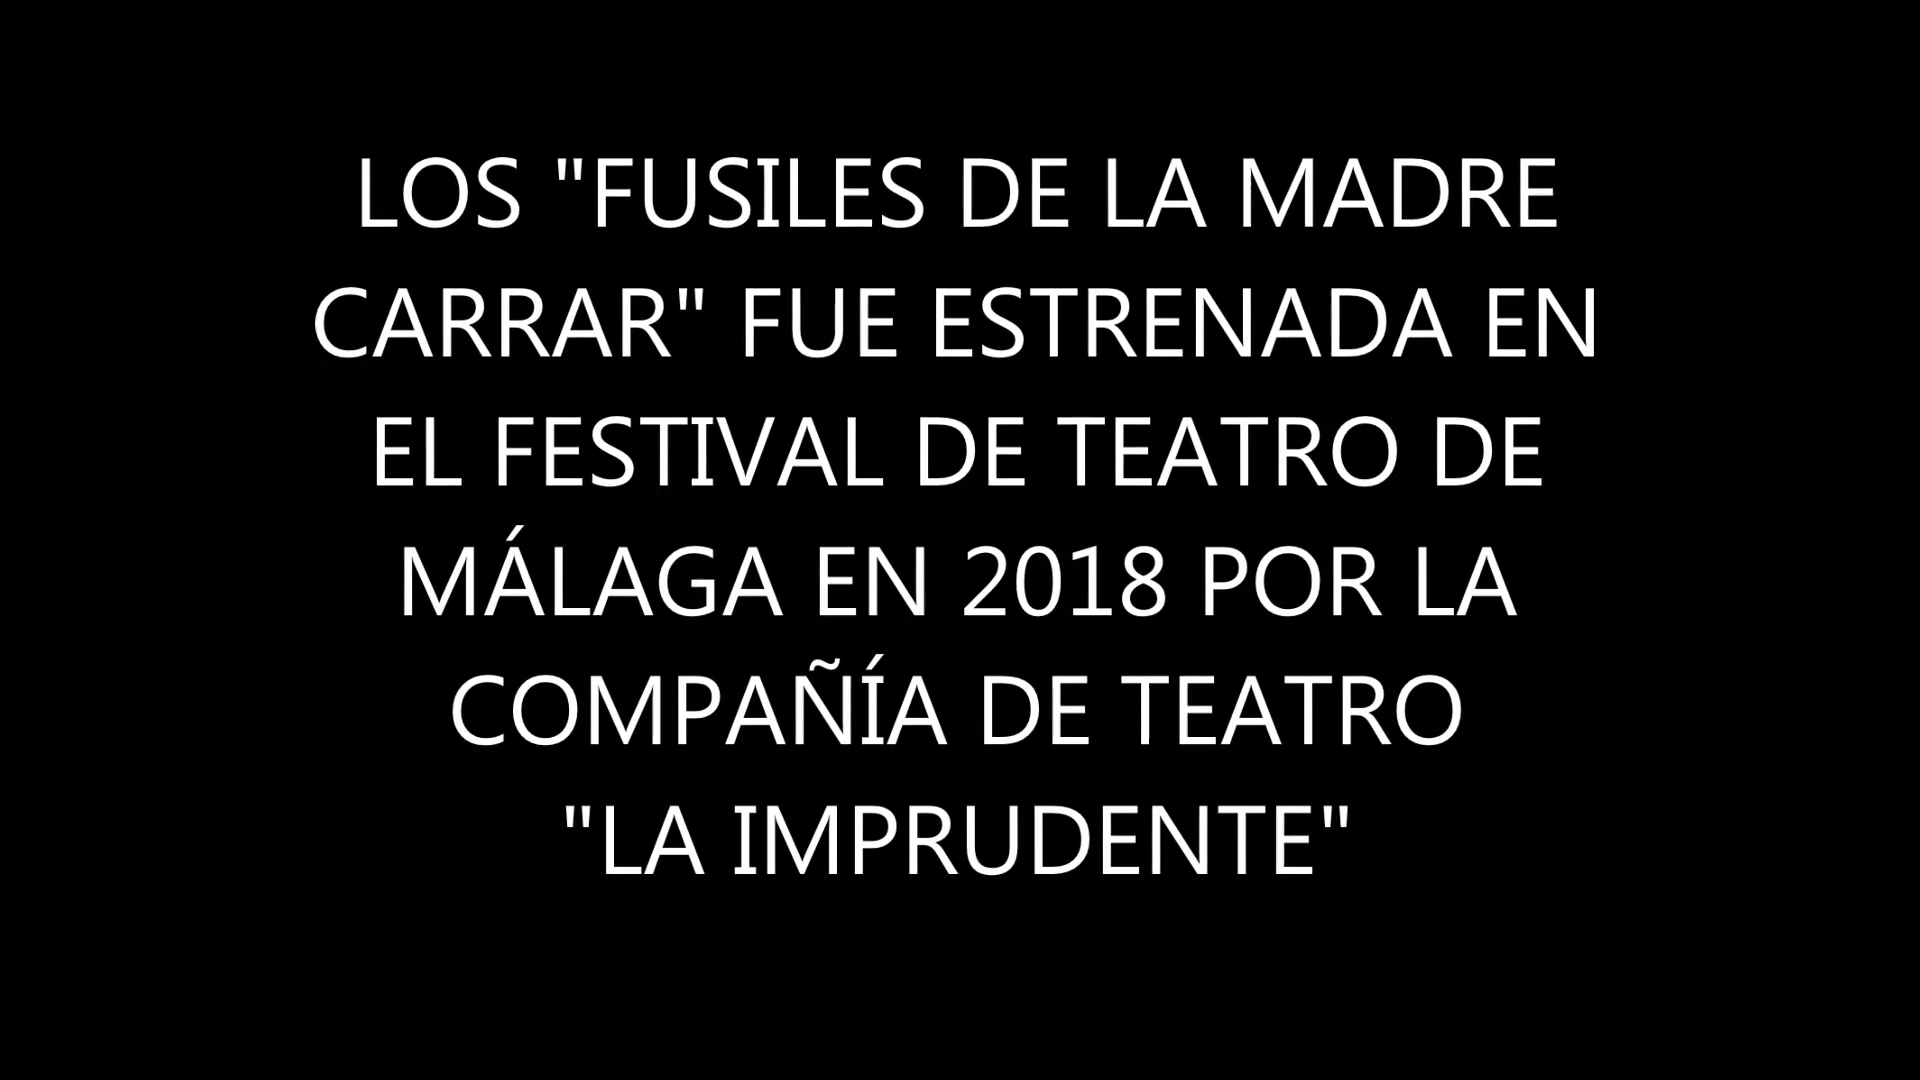 LOS "FUSILES DE LA MADRE
CARRAR" FUE ESTRENADA EN
EL FESTIVAL DE TEATRO DE
MÁLAGA EN 2018 POR LA
COMPAÑÍA DE TEATRO
"LA IMPRUDENTE"